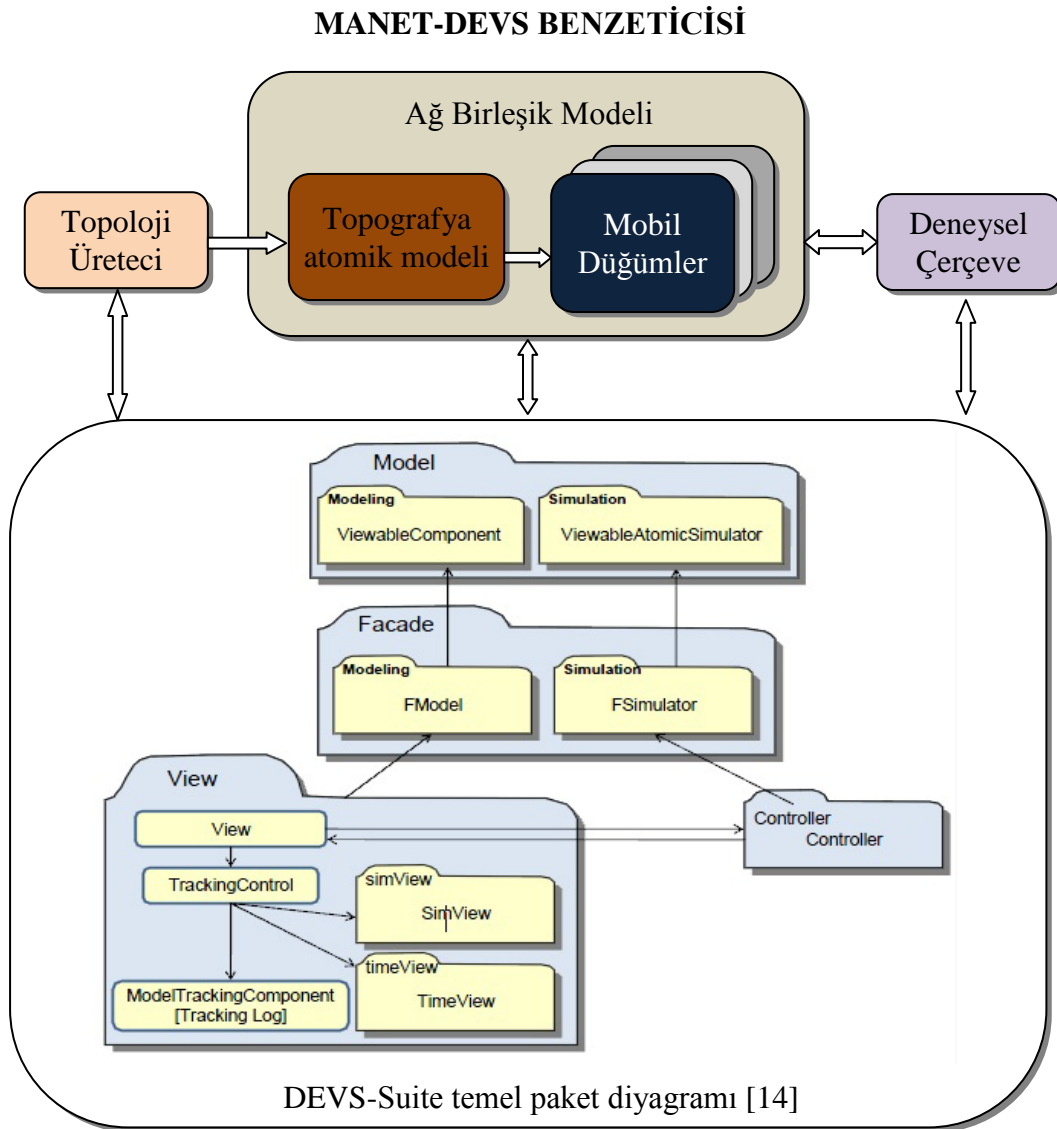 MANET-DEVS BENZETİCİSİ
Ağ Birleşik Modeli
Topoloji
Üreteci
Topografya
atomik modeli
Mobil
Düğümler
Deneysel
Çerçeve
Model
Modeling
ViewableComponent
Simulation
ViewableAtomicSimulator
Facade
Modeling
FModel
Simulation
FSimulator
View
View
TrackingControl
simView
SimView
timeView
TimeView
ModelTrackingComponent
[Tracking Log]
Controller
Controller
DEVS-Suite temel paket diyagramı [14]